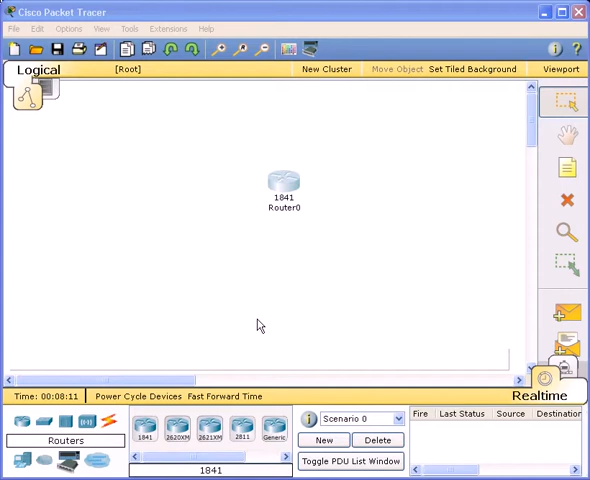 Cisco Packet Tracer
File Edit Options View Tools Extensions Help
Logical [Root] New Cluster Move Object Set Tiled Background Viewport
1841
Router0
Realtime
Time: 00:08:11 Power Cycle Devices Fast Forward Time
Fire Last Status Source Destination
Scenario 0
1841 2620XM 2621XM 2811 Generic
Routers
New Delete
Toggle PDU List Window
1841